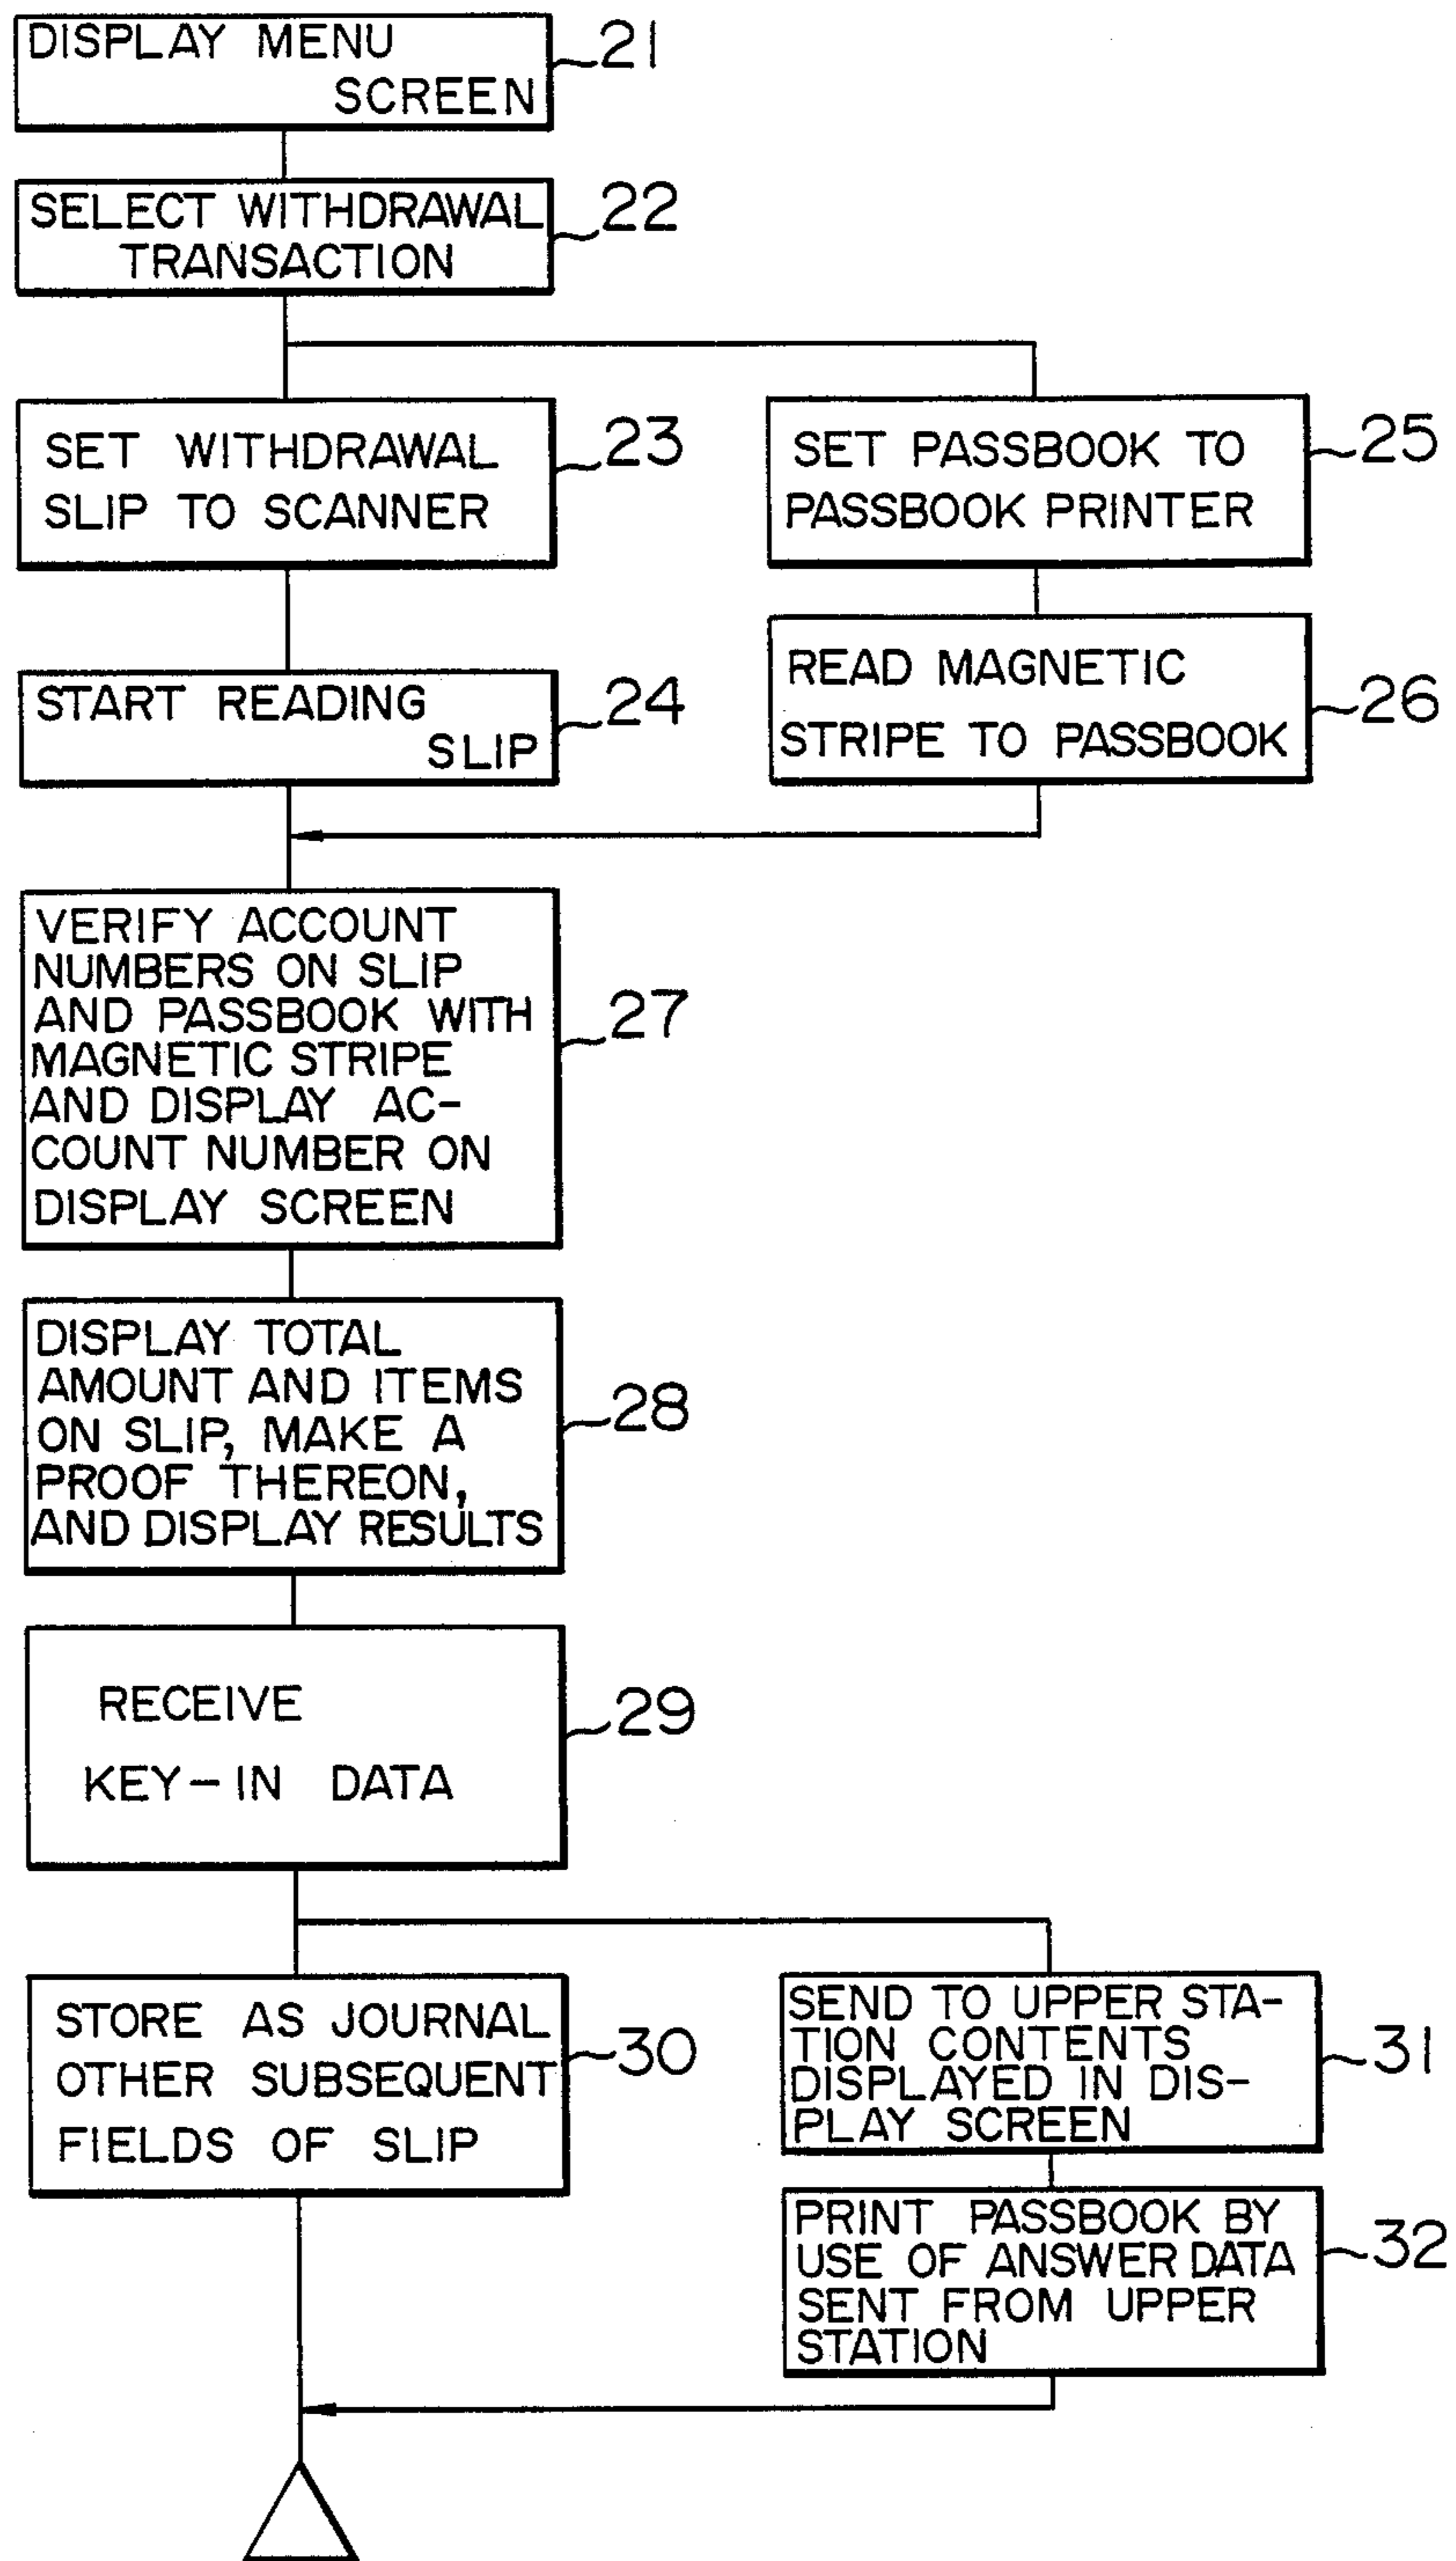 DISPLAY MENU
SCREEN
21
SELECT WITHDRAWAL
TRANSACTION
22
SET WITHDRAWAL
SLIP TO SCANNER
23
SET PASSBOOK TO
PASSBOOK PRINTER
25
START READING
SLIP
24
READ MAGNETIC
STRIPE TO PASSBOOK
26
VERIFY ACCOUNT
NUMBERS ON SLIP
AND PASSBOOK WITH
MAGNETIC STRIPE
AND DISPLAY AC-
COUNT NUMBER ON
DISPLAY SCREEN
27
DISPLAY TOTAL
AMOUNT AND ITEMS
ON SLIP, MAKE A
PROOF THEREON,
AND DISPLAY RESULTS
28
RECEIVE
KEY-IN DATA
29
STORE AS JOURNAL
OTHER SUBSEQUENT
FIELDS OF SLIP
30
SEND TO UPPER STA-
TION CONTENTS
DISPLAYED IN DIS-
PLAY SCREEN
31
PRINT PASSBOOK BY
USE OF ANSWER DATA
SENT FROM UPPER
STATION
32